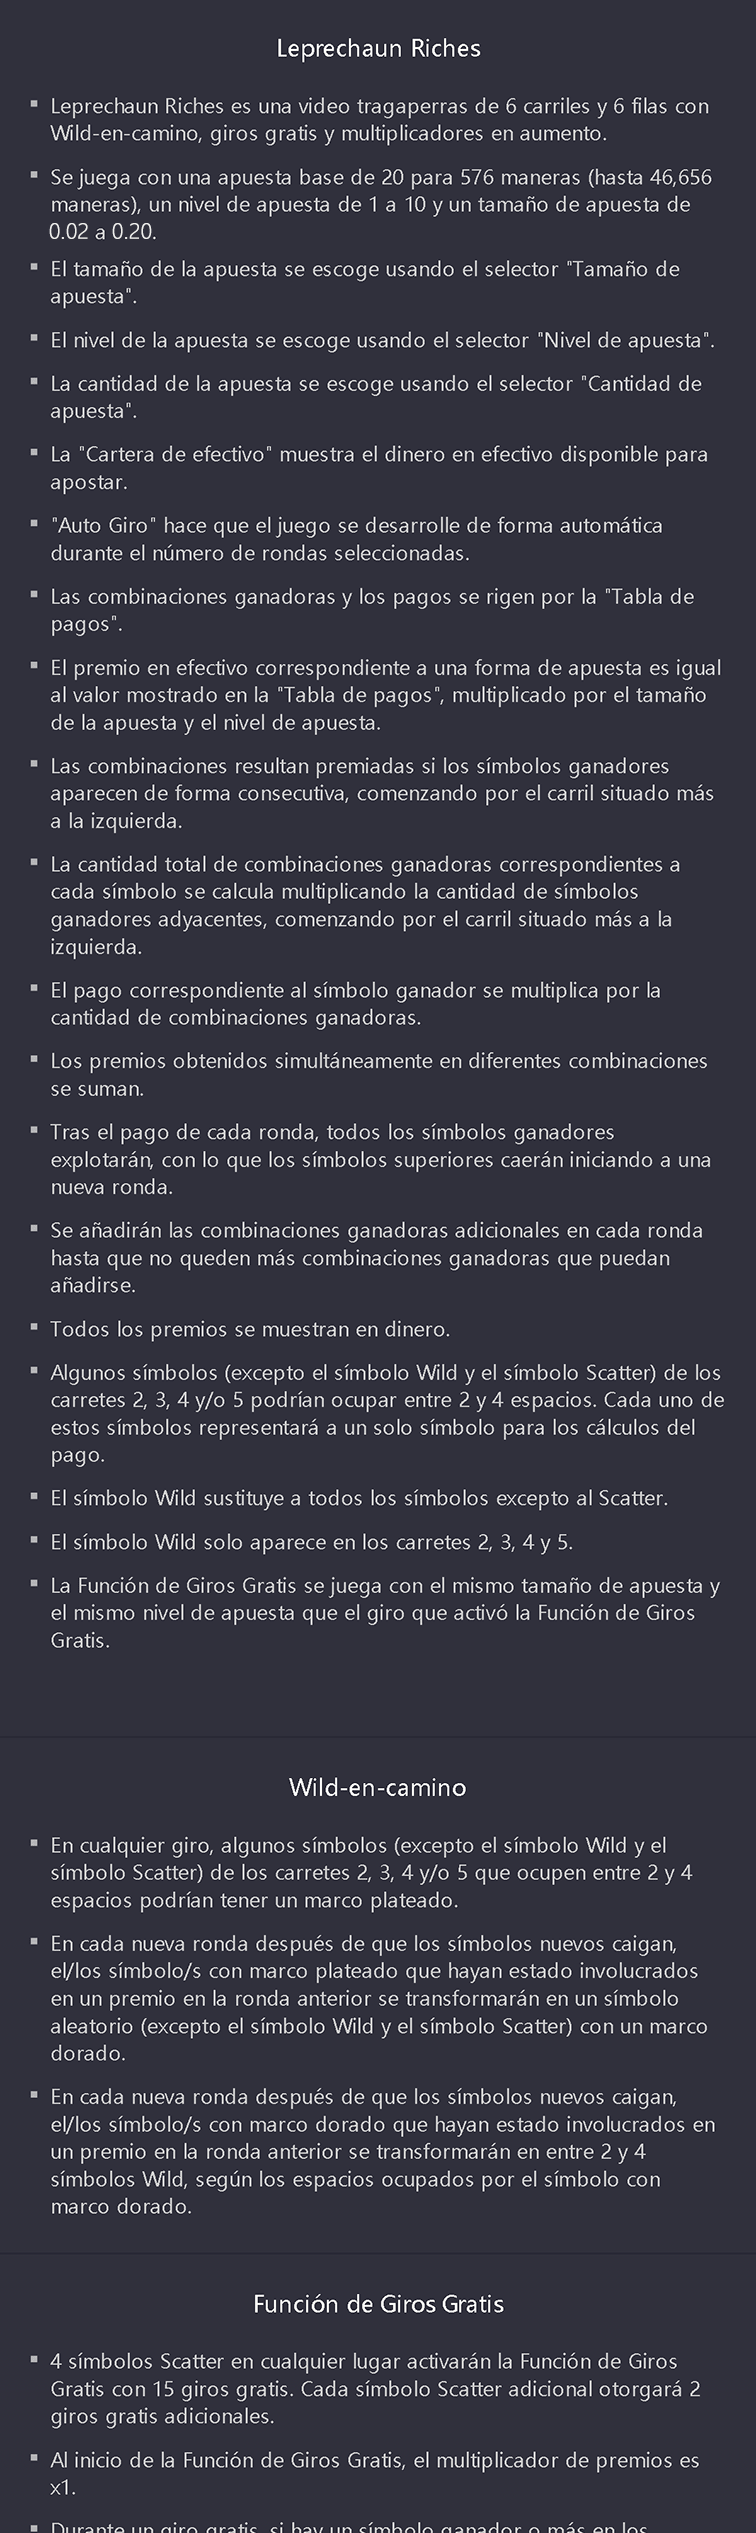 Leprechaun Riches
▪ Leprechaun Riches es una video tragaperras de 6 carriles y 6 filas con
Wild-en-camino, giros gratis y multiplicadores en aumento.
▪ Se juega con una apuesta base de 20 para 576 maneras (hasta 46,656
maneras), un nivel de apuesta de 1 a 10 y un tamaño de apuesta de
0.02 a 0.20.
▪ El tamaño de la apuesta se escoge usando el selector "Tamaño de
apuesta".
▪ El nivel de la apuesta se escoge usando el selector "Nivel de apuesta".
▪ La cantidad de la apuesta se escoge usando el selector "Cantidad de
apuesta".
▪ La "Cartera de efectivo" muestra el dinero en efectivo disponible para
apostar.
▪ "Auto Giro" hace que el juego se desarrolle de forma automática
durante el número de rondas seleccionadas.
▪ Las combinaciones ganadoras y los pagos se rigen por la "Tabla de
pagos".
▪ El premio en efectivo correspondiente a una forma de apuesta es igual
al valor mostrado en la "Tabla de pagos", multiplicado por el tamaño
de la apuesta y el nivel de apuesta.
▪ Las combinaciones resultan premiadas si los símbolos ganadores
aparecen de forma consecutiva, comenzando por el carril situado más
a la izquierda.
▪ La cantidad total de combinaciones ganadoras correspondientes a
cada símbolo se calcula multiplicando la cantidad de símbolos
ganadores adyacentes, comenzando por el carril situado más a la
izquierda.
▪ El pago correspondiente al símbolo ganador se multiplica por la
cantidad de combinaciones ganadoras.
▪ Los premios obtenidos simultáneamente en diferentes combinaciones
se suman.
▪ Tras el pago de cada ronda, todos los símbolos ganadores
explotarán, con lo que los símbolos superiores caerán iniciando a una
nueva ronda.
▪ Se añadirán las combinaciones ganadoras adicionales en cada ronda
hasta que no queden más combinaciones ganadoras que puedan
añadirse.
▪ Todos los premios se muestran en dinero.
▪ Algunos símbolos (excepto el símbolo Wild y el símbolo Scatter) de los
carretes 2, 3, 4 y/o 5 podrían ocupar entre 2 y 4 espacios. Cada uno de
estos símbolos representará a un solo símbolo para los cálculos del
pago.
▪ El símbolo Wild sustituye a todos los símbolos excepto al Scatter.
▪ El símbolo Wild solo aparece en los carretes 2, 3, 4 y 5.
▪ La Función de Giros Gratis se juega con el mismo tamaño de apuesta y
el mismo nivel de apuesta que el giro que activó la Función de Giros
Gratis.
Wild-en-camino
▪ En cualquier giro, algunos símbolos (excepto el símbolo Wild y el
símbolo Scatter) de los carretes 2, 3, 4 y/o 5 que ocupen entre 2 y 4
espacios podrían tener un marco plateado.
▪ En cada nueva ronda después de que los símbolos nuevos caigan,
el/los símbolo/s con marco plateado que hayan estado involucrados
en un premio en la ronda anterior se transformarán en un símbolo
aleatorio (excepto el símbolo Wild y el símbolo Scatter) con un marco
dorado.
▪ En cada nueva ronda después de que los símbolos nuevos caigan,
el/los símbolo/s con marco dorado que hayan estado involucrados en
un premio en la ronda anterior se transformarán en entre 2 y 4
símbolos Wild, según los espacios ocupados por el símbolo con
marco dorado.
Función de Giros Gratis
▪ 4 símbolos Scatter en cualquier lugar activarán la Función de Giros
Gratis con 15 giros gratis. Cada símbolo Scatter adicional otorgará 2
giros gratis adicionales.
▪ Al inicio de la Función de Giros Gratis, el multiplicador de premios es
x1.
▪ Durante un giro gratis, si hay un símbolo ganador o más en los